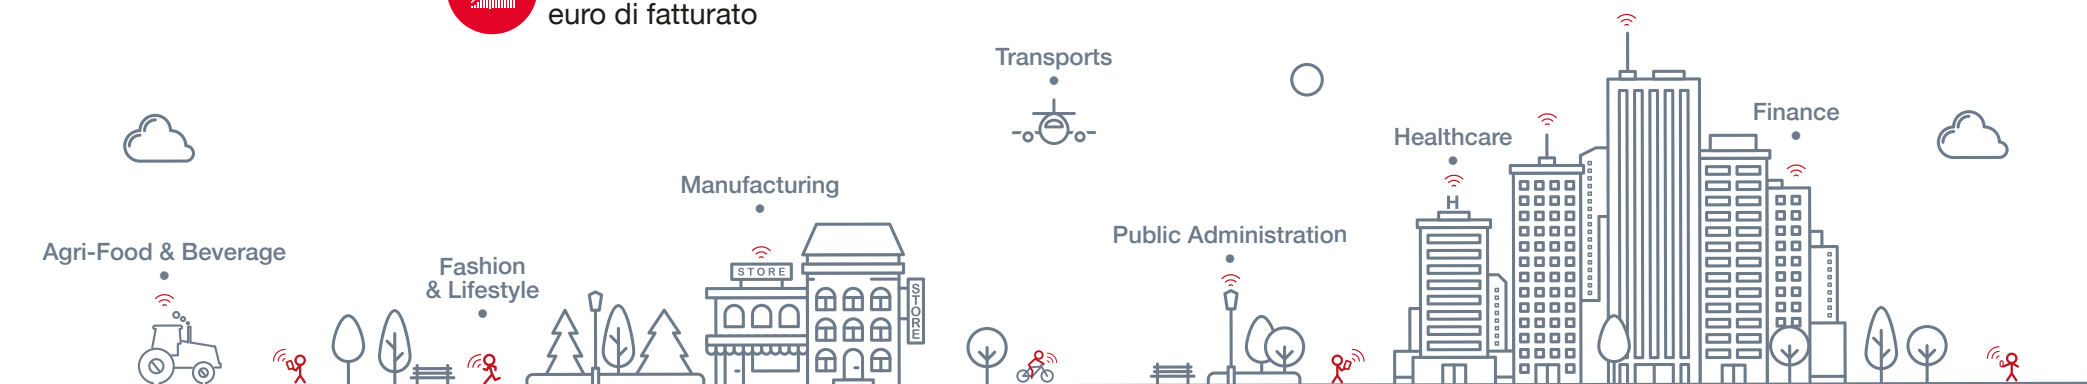 euro di fatturato
Transports
Finance
Healthcare
Manufacturing
Public Administration
Agri-Food & Beverage
Fashion
& Lifestyle
H
STORE
STORE